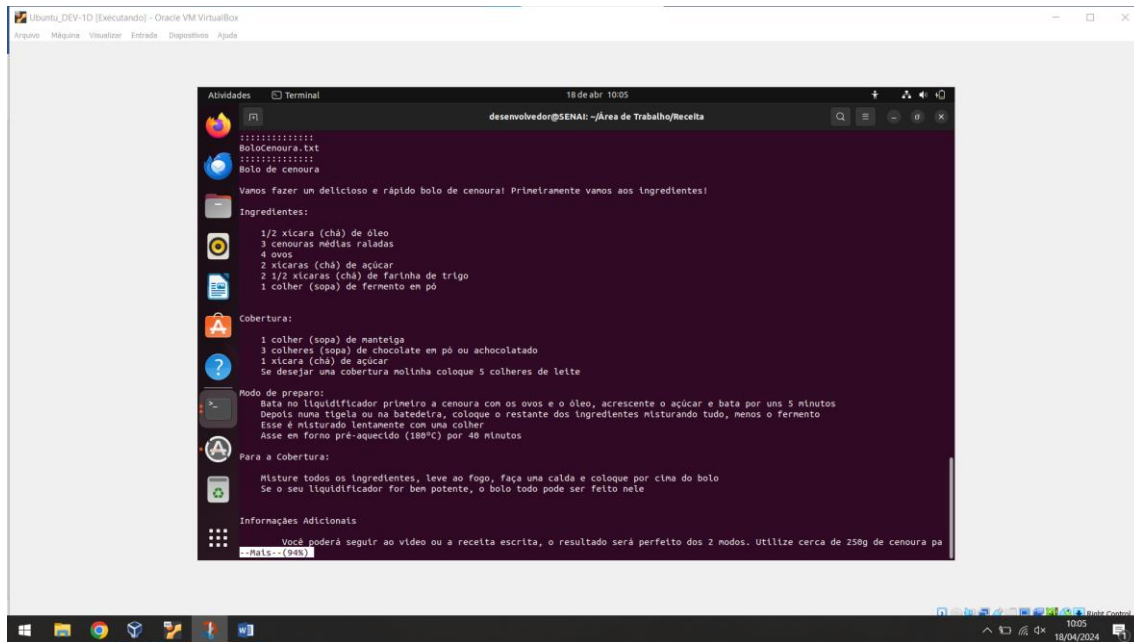 Ubuntu_DEV-1D [Executando] - Oracle VM VirtualBox
Arquivo Máquina Visualizar Entrada Dispositivos Ajuda
Atividades Terminal 18 de abr 10:05
desenvolvedor@SENAI: ~/Área de Trabalho/Receita
::::::::::::::
BoloCenoura.txt
::::::::::::::
Bolo de cenoura
Vamos fazer um delicioso e rápido bolo de cenoura! Primeiramente vamos aos ingredientes!
Ingredientes:
1/2 xícara (chá) de óleo
3 cenouras médias raladas
4 ovos
2 xícaras (chá) de açúcar
2 1/2 xícaras (chá) de farinha de trigo
1 colher (sopa) de fermento em pó
Cobertura:
1 colher (sopa) de manteiga
3 colheres (sopa) de chocolate em pó ou achocolatado
1 xícara (chá) de açúcar
Se desejar uma cobertura molinha coloque 5 colheres de leite
Modo de preparo:
Bata no liquidificador primeiro a cenoura com os ovos e o óleo, acrescente o açúcar e bata por uns 5 minutos
Depois numa tigela ou na batedeira, coloque o restante dos ingredientes misturando tudo, menos o fermento
Esse é misturado lentamente com uma colher
Asse em forno pré-aquecido (180ºC) por 40 minutos
Para a Cobertura:
Misture todos os ingredientes, leve ao fogo, faça uma calda e coloque por cima do bolo
Se o seu liquidificador for bem potente, o bolo todo pode ser feito nele
Informações Adicionais
Você poderá seguir ao vídeo ou a receita escrita, o resultado será perfeito dos 2 modos. Utilize cerca de 250g de cenoura pa
--Mais--(94%)
Right Control
10:05
18/04/2024